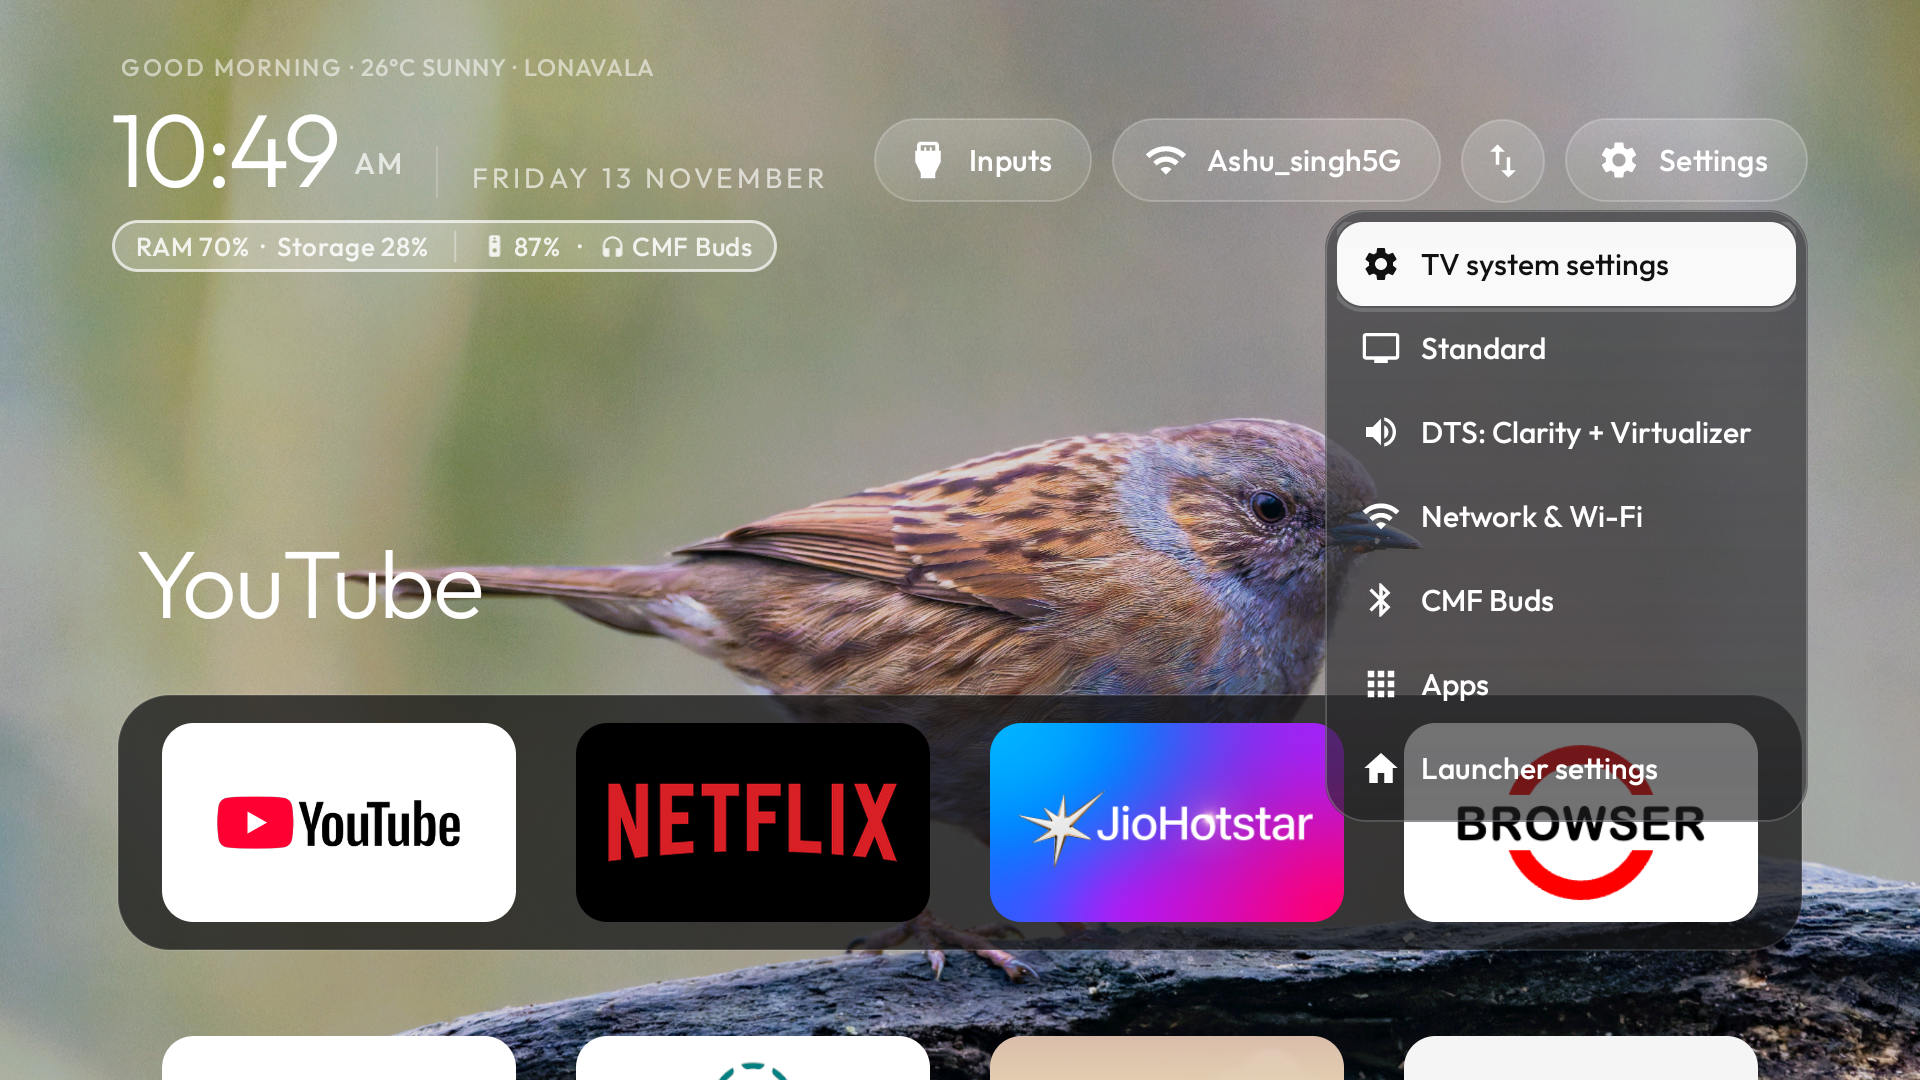 GOOD MORNING · 26°C SUNNY · LONAVALA
10:49 AM
FRIDAY 13 NOVEMBER
Inputs
Ashu_singh5G
Settings
RAM 70% · Storage 28%
87% · CMF Buds
TV system settings
Standard
DTS: Clarity + Virtualizer
Network & Wi-Fi
CMF Buds
Apps
Launcher settings
YouTube
YouTube
NETFLIX
JioHotstar
BROWSER